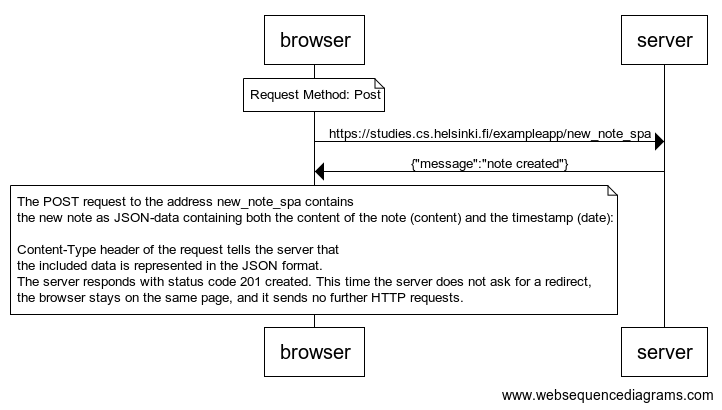 browser
server
Request Method: Post
https://studies.cs.helsinki.fi/exampleapp/new_note_spa
{"message":"note created"}
The POST request to the address new_note_spa contains
the new note as JSON-data containing both the content of the note (content) and the timestamp (date):
Content-Type header of the request tells the server that
the included data is represented in the JSON format.
The server responds with status code 201 created. This time the server does not ask for a redirect,
the browser stays on the same page, and it sends no further HTTP requests.
browser
server
www.websequencediagrams.com